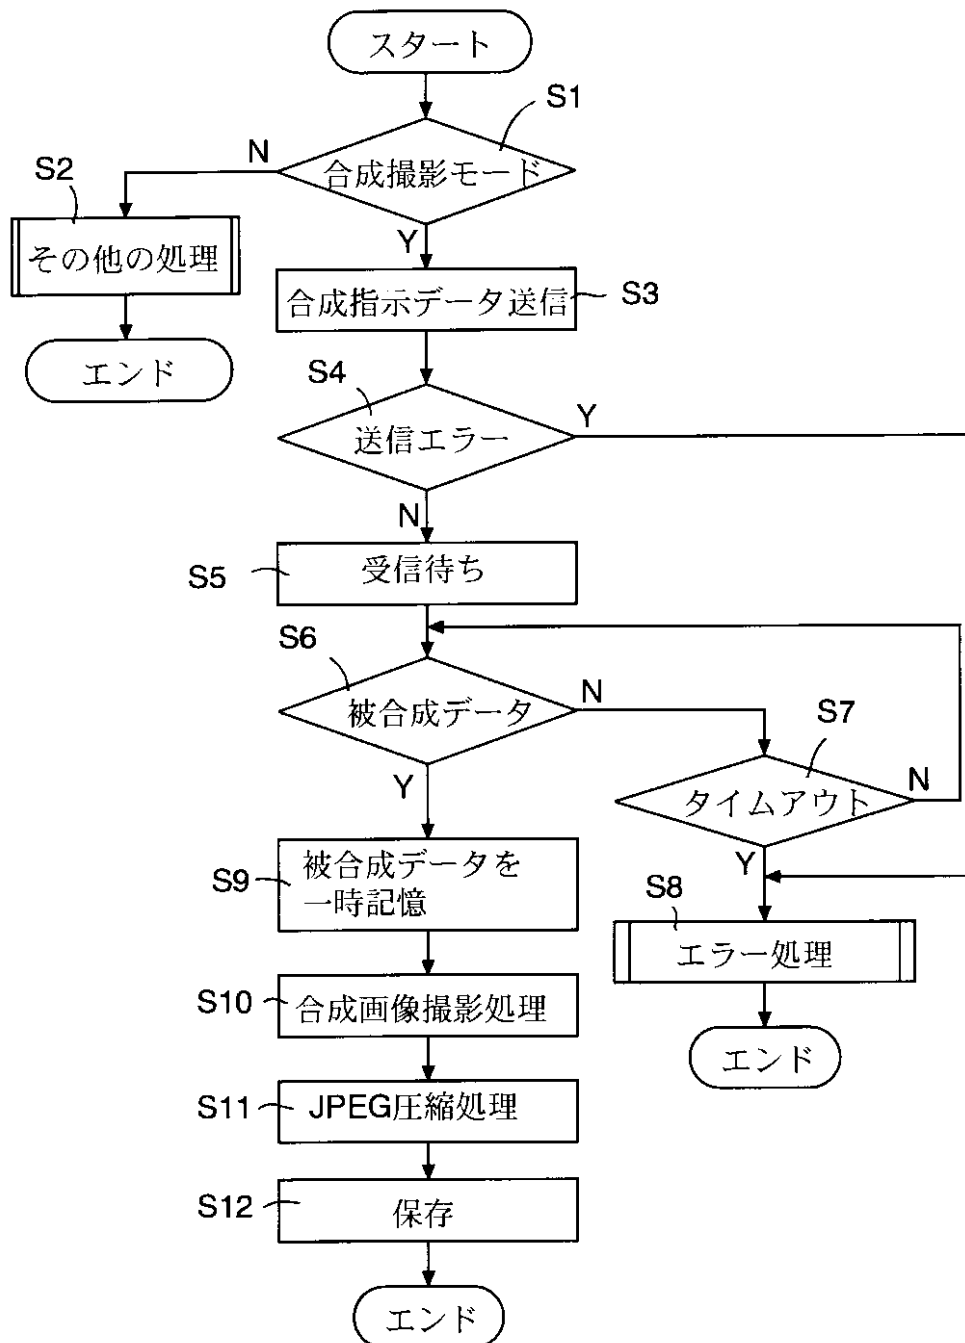 スタート
S1
合成撮影モード
N
Y
S2
その他の処理
エンド
合成指示データ送信
S3
S4
送信エラー
Y
N
S5
受信待ち
S6
被合成データ
N
Y
S7
タイムアウト
N
Y
S8
エラー処理
エンド
S9
被合成データを
一時記憶
S10
合成画像撮影処理
S11
JPEG圧縮処理
S12
保存
エンド